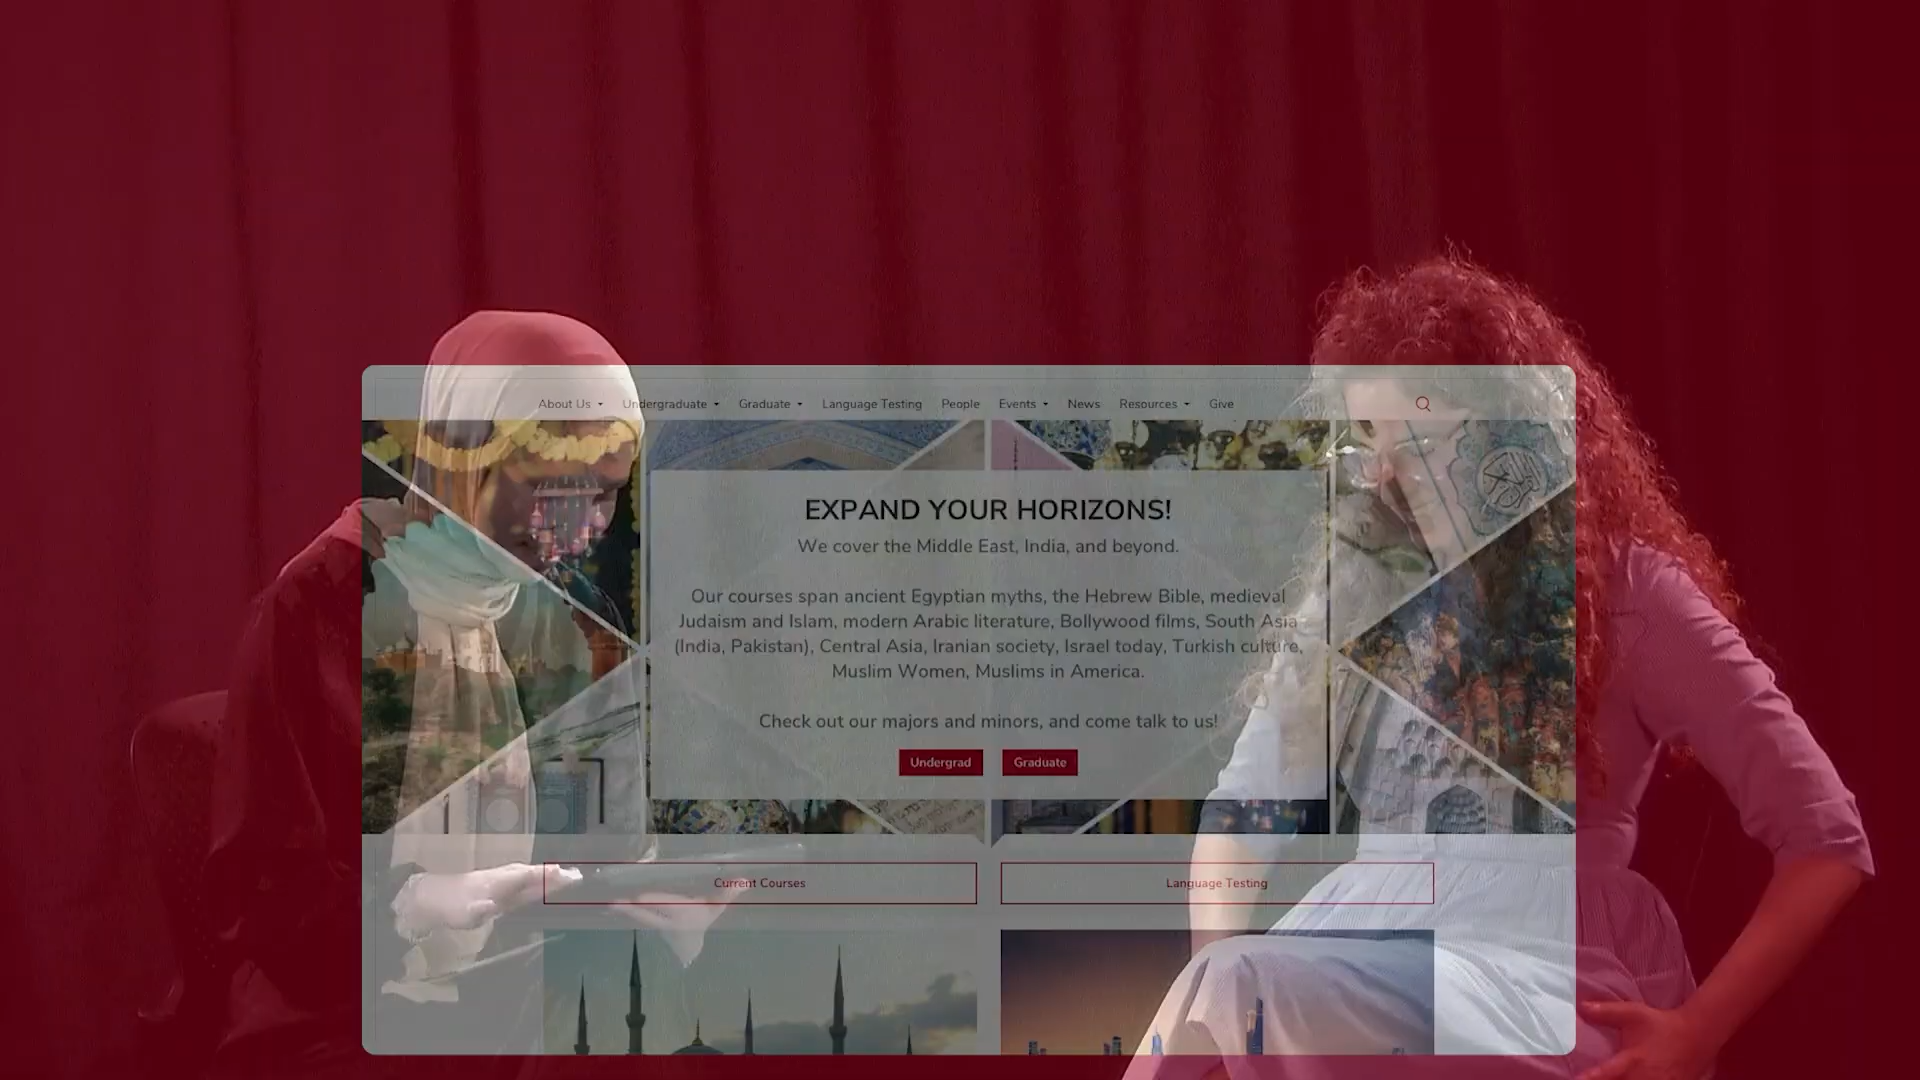 About Us Undergraduate Graduate Language Testing People Events News Resources Give
EXPAND YOUR HORIZONS!
We cover the Middle East, India, and beyond.
Our courses span ancient Egyptian myths, the Hebrew Bible, medieval
Judaism and Islam, modern Arabic literature, Bollywood films, South Asia
(India, Pakistan), Central Asia, Iranian society, Israel today, Turkish culture,
Muslim Women, Muslims in America.
Check out our majors and minors, and come talk to us!
Undergrad Graduate
Current Courses Language Testing